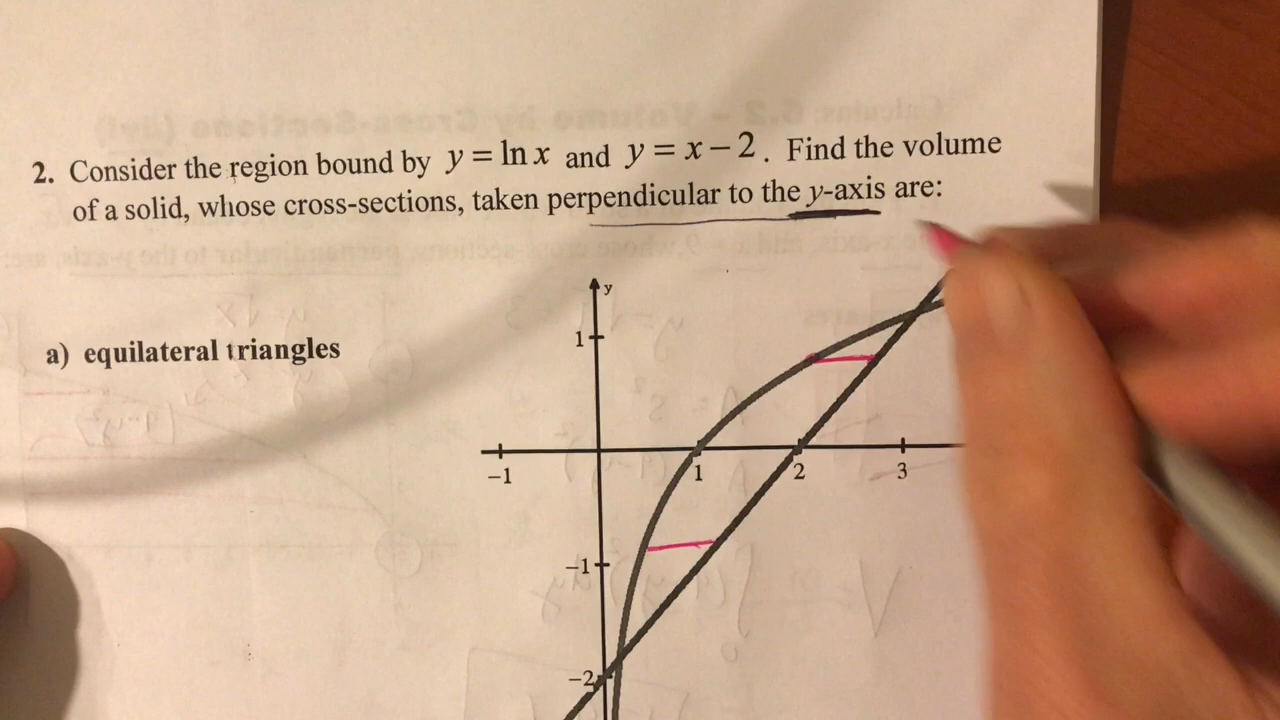 2. Consider the region bound by y = ln x and y = x − 2. Find the volume
of a solid, whose cross-sections, taken perpendicular to the y-axis are:
a) equilateral triangles
y
1
−1
1
2
3
−1
−2